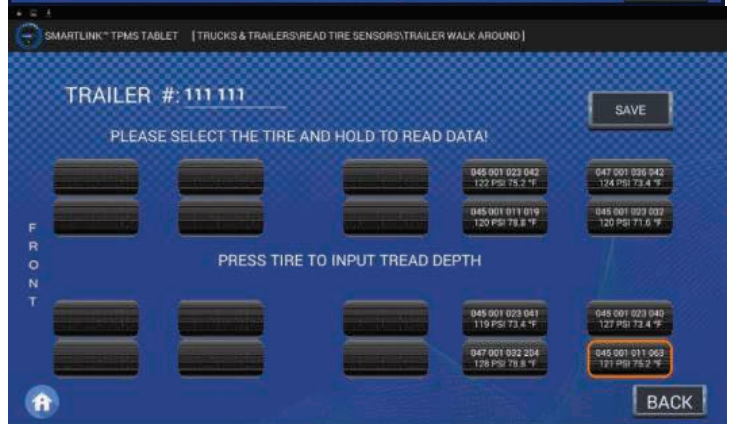 SMARTLINK™ TPMS TABLET [ TRUCKS & TRAILERS\READ TIRE SENSORS\TRAILER WALK AROUND ]
TRAILER #: 111 111
SAVE
PLEASE SELECT THE TIRE AND HOLD TO READ DATA!
045 001 023 042
122 PSI 75.2 °F
047 001 036 042
124 PSI 73.4 °F
045 001 011 019
120 PSI 78.8 °F
045 001 023 032
120 PSI 71.6 °F
FRONT
PRESS TIRE TO INPUT TREAD DEPTH
045 001 023 041
119 PSI 73.4 °F
045 001 023 040
127 PSI 73.4 °F
047 001 032 204
128 PSI 78.8 °F
045 001 011 063
121 PSI 75.2 °F
BACK